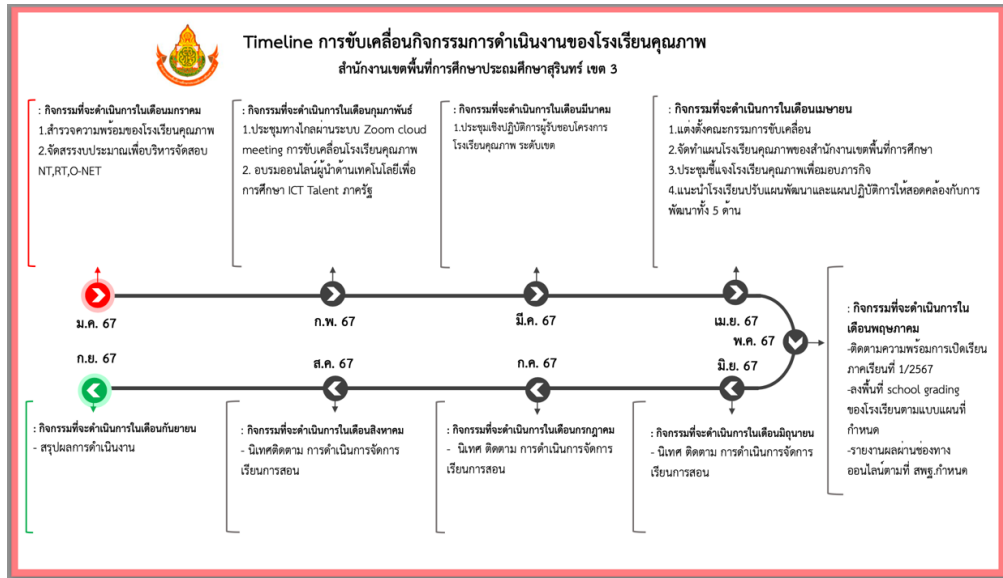 Timeline การขับเคลื่อนกิจกรรมการดำเนินงานของโรงเรียนคุณภาพ
สำนักงานเขตพื้นที่การศึกษาประถมศึกษาสุรินทร์ เขต 3
: กิจกรรมที่จะดำเนินการในเดือนมกราคม
1.สำรวจความพร้อมของโรงเรียนคุณภาพ
2.จัดสรรงบประมาณเพื่อบริหารจัดสอบ
NT,RT,O-NET
: กิจกรรมที่จะดำเนินการในเดือนกุมภาพันธ์
1.ประชุมทางไกลผ่านระบบ Zoom cloud
meeting การขับเคลื่อนโรงเรียนคุณภาพ
2. อบรมออนไลน์ผู้นำด้านเทคโนโลยีเพื่อ
การศึกษา ICT Talent ภาครัฐ
: กิจกรรมที่จะดำเนินการในเดือนมีนาคม
1.ประชุมเชิงปฏิบัติการผู้รับชอบโครงการ
โรงเรียนคุณภาพ ระดับเขต
: กิจกรรมที่จะดำเนินการในเดือนเมษายน
1.แต่งตั้งคณะกรรมการขับเคลื่อน
2.จัดทำแผนโรงเรียนคุณภาพของสำนักงานเขตพื้นที่การศึกษา
3.ประชุมชี้แจงโรงเรียนคุณภาพเพื่อมอบภารกิจ
4.แนะนำโรงเรียนปรับแผนพัฒนาและแผนปฏิบัติการให้สอดคล้องกับการ
พัฒนาทั้ง 5 ด้าน
ม.ค. 67
ก.พ. 67
มี.ค. 67
เม.ย. 67
พ.ค. 67
: กิจกรรมที่จะดำเนินการใน
เดือนพฤษภาคม
-ติดตามความพร้อมการเปิดเรียน
ภาคเรียนที่ 1/2567
-ลงพื้นที่ school grading
ของโรงเรียนตามแบบแผนที่
กำหนด
-รายงานผลผ่านช่องทาง
ออนไลน์ตามที่ สพฐ.กำหนด
ก.ย. 67
ส.ค. 67
ก.ค. 67
มิ.ย. 67
: กิจกรรมที่จะดำเนินการในเดือนกันยายน
- สรุปผลการดำเนินงาน
: กิจกรรมที่จะดำเนินการในเดือนสิงหาคม
- นิเทศติดตาม การดำเนินการจัดการ
เรียนการสอน
: กิจกรรมที่จะดำเนินการในเดือนกรกฎาคม
- นิเทศ ติดตาม การดำเนินการจัดการ
เรียนการสอน
: กิจกรรมที่จะดำเนินการในเดือนมิถุนายน
- นิเทศ ติดตาม การดำเนินการจัดการ
เรียนการสอน